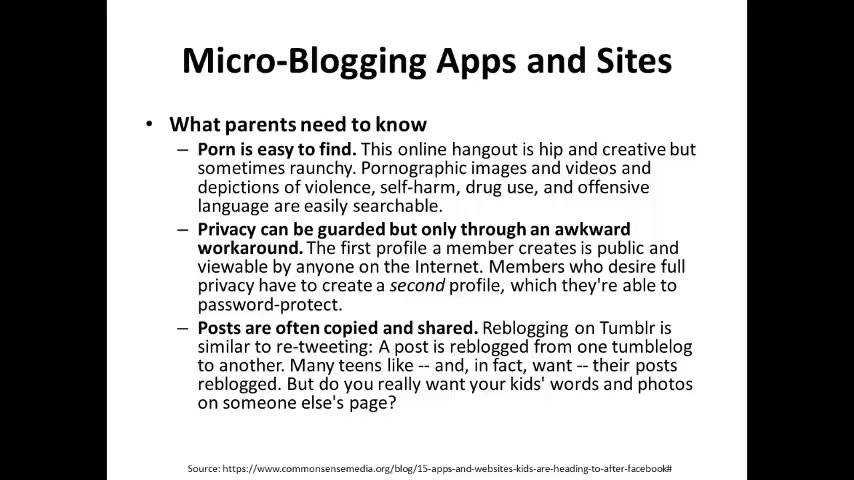 Micro-Blogging Apps and Sites
• What parents need to know
– Porn is easy to find. This online hangout is hip and creative but
sometimes raunchy. Pornographic images and videos and
depictions of violence, self-harm, drug use, and offensive
language are easily searchable.
– Privacy can be guarded but only through an awkward
workaround. The first profile a member creates is public and
viewable by anyone on the Internet. Members who desire full
privacy have to create a second profile, which they're able to
password-protect.
– Posts are often copied and shared. Reblogging on Tumblr is
similar to re-tweeting: A post is reblogged from one tumblelog
to another. Many teens like -- and, in fact, want -- their posts
reblogged. But do you really want your kids' words and photos
on someone else's page?
Source: https://www.commonsensemedia.org/blog/15-apps-and-websites-kids-are-heading-to-after-facebook#